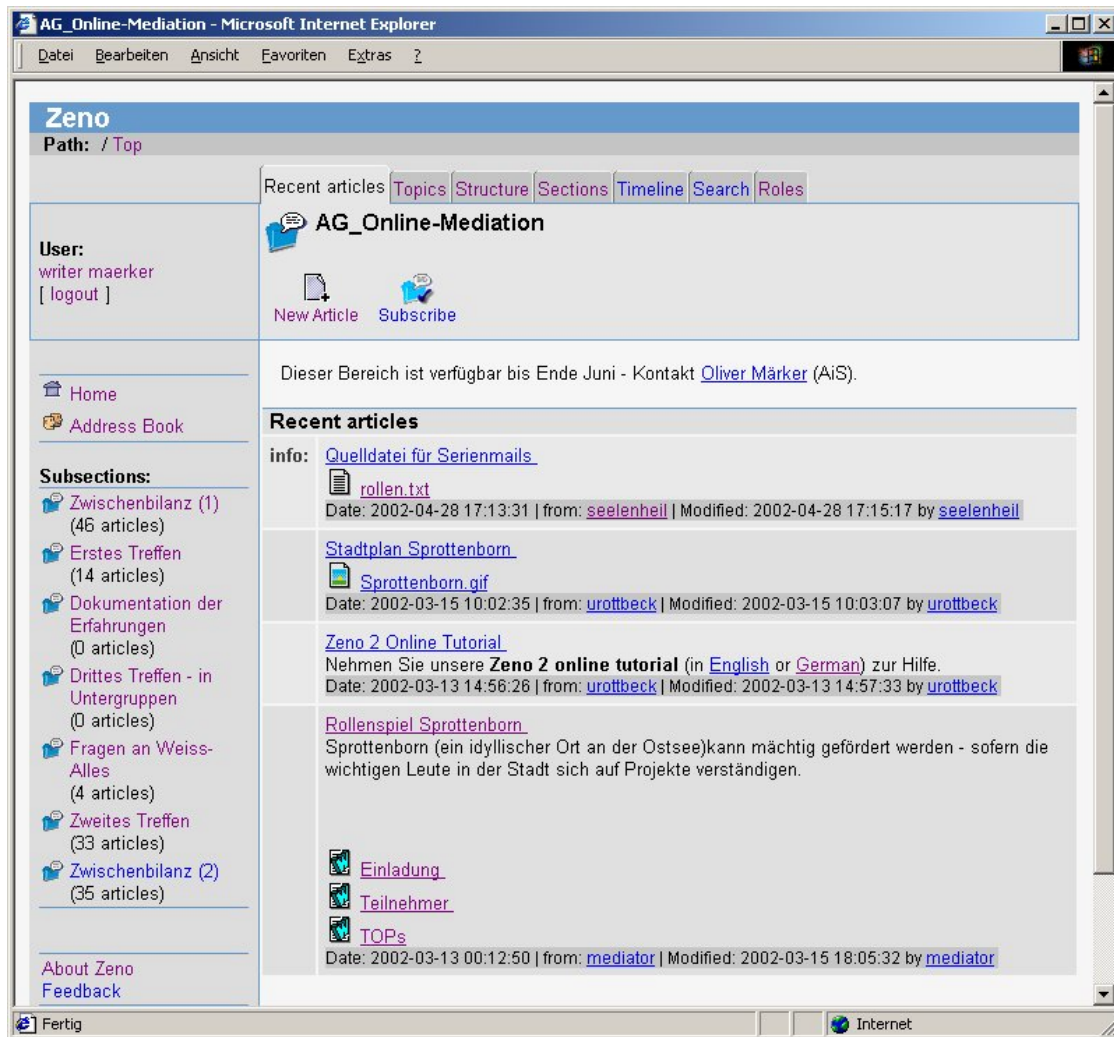 AG_Online-Mediation - Microsoft Internet Explorer
Datei Bearbeiten Ansicht Favoriten Extras ?
Zeno
Path: / Top
Recent articles Topics Structure Sections Timeline Search Roles
User:
writer maerker
[ logout ]
AG_Online-Mediation
New Article Subscribe
Home
Address Book
Subsections:
Zwischenbilanz (1)
(46 articles)
Erstes Treffen
(14 articles)
Dokumentation der
Erfahrungen
(0 articles)
Drittes Treffen - in
Untergruppen
(0 articles)
Fragen an Weiss-
Alles
(4 articles)
Zweites Treffen
(33 articles)
Zwischenbilanz (2)
(35 articles)
About Zeno
Feedback
Dieser Bereich ist verfügbar bis Ende Juni - Kontakt Oliver Märker (AiS).
Recent articles
info: Quelldatei für Serienmails
rollen.txt
Date: 2002-04-28 17:13:31 | from: seelenheil | Modified: 2002-04-28 17:15:17 by seelenheil
Stadtplan Sprottenborn
Sprottenborn.gif
Date: 2002-03-15 10:02:35 | from: urottbeck | Modified: 2002-03-15 10:03:07 by urottbeck
Zeno 2 Online Tutorial
Nehmen Sie unsere Zeno 2 online tutorial (in English or German) zur Hilfe.
Date: 2002-03-13 14:56:26 | from: urottbeck | Modified: 2002-03-13 14:57:33 by urottbeck
Rollenspiel Sprottenborn
Sprottenborn (ein idyllischer Ort an der Ostsee)kann mächtig gefördert werden - sofern die
wichtigen Leute in der Stadt sich auf Projekte verständigen.
Einladung
Teilnehmer
TOPs
Date: 2002-03-13 00:12:50 | from: mediator | Modified: 2002-03-15 18:05:32 by mediator
Fertig
Internet